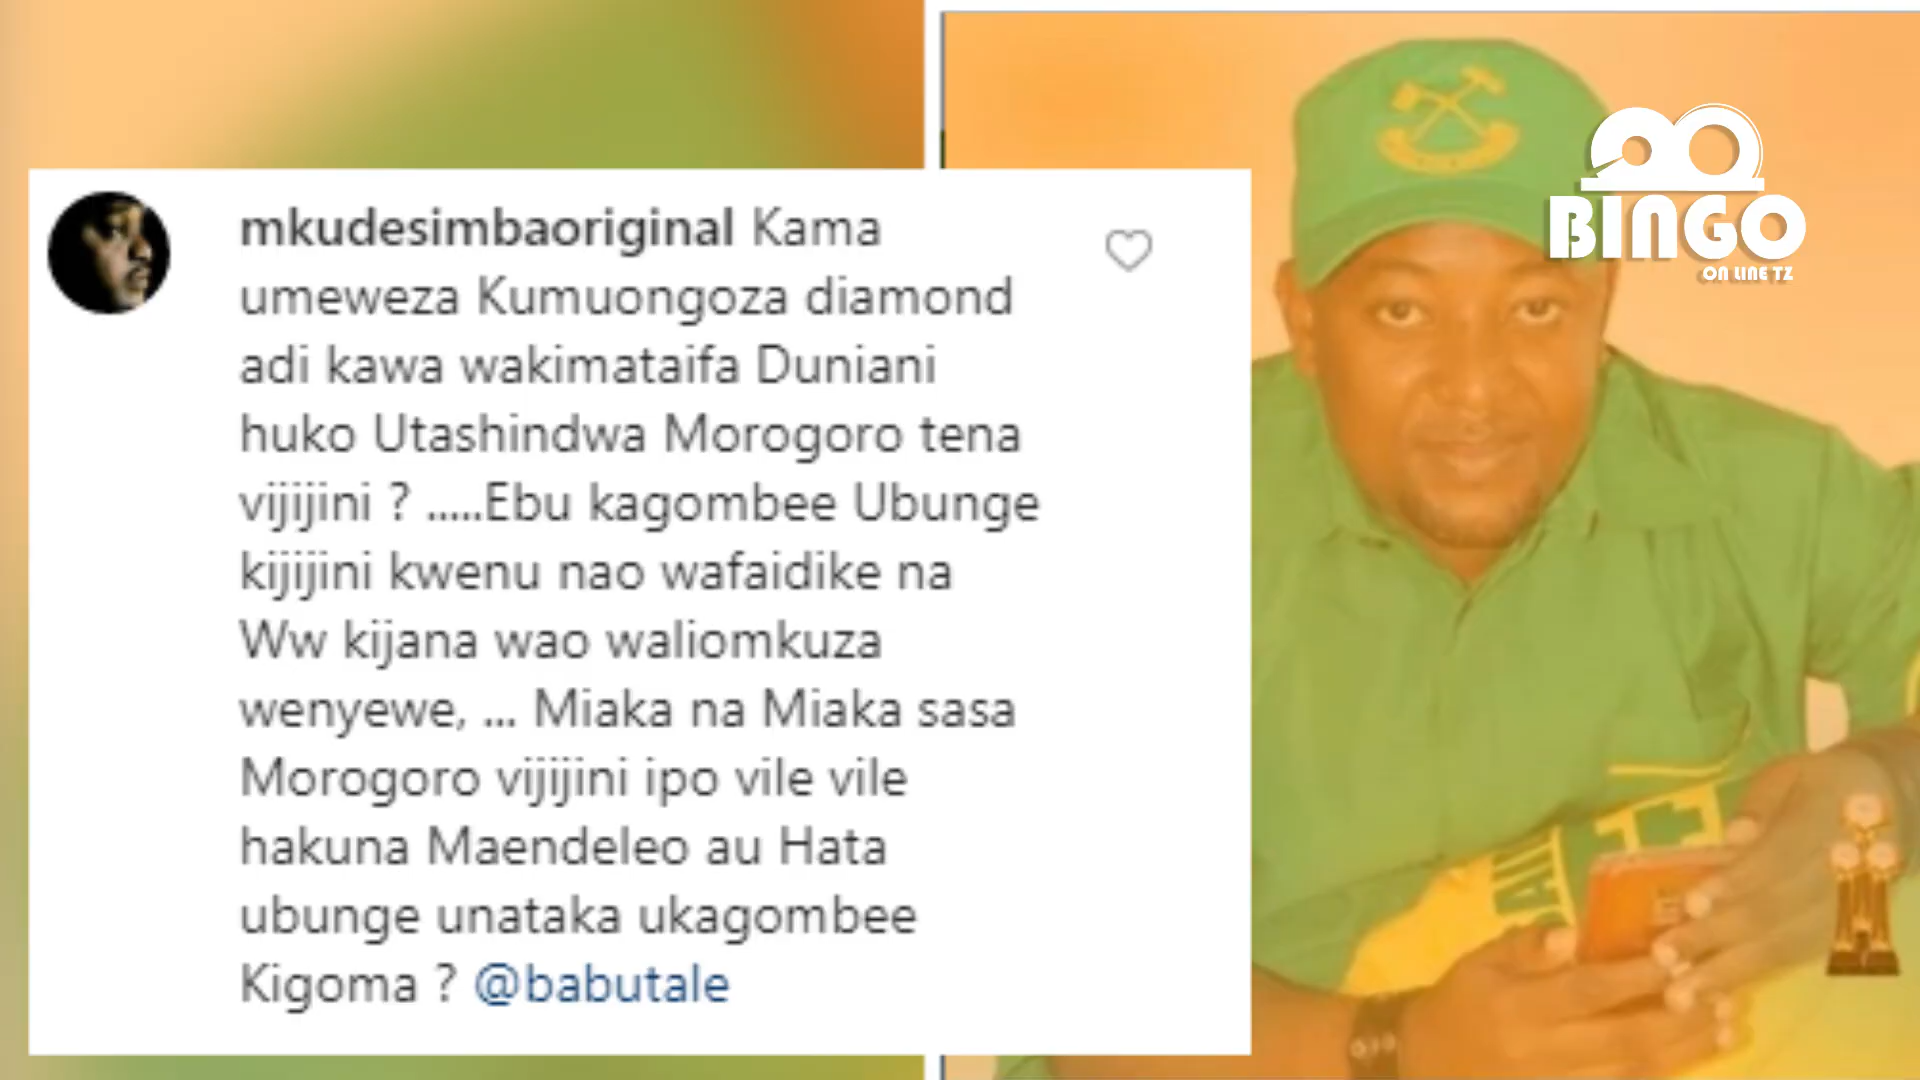 mkudesimbaoriginal Kama
umeweza Kumuongoza diamond
adi kawa wakimataifa Duniani
huko Utashindwa Morogoro tena
vijijini ? .....Ebu kagombee Ubunge
kijijini kwenu nao wafaidike na
Ww kijana wao waliomkuza
wenyewe, ... Miaka na Miaka sasa
Morogoro vijijini ipo vile vile
hakuna Maendeleo au Hata
ubunge unataka ukagombee
Kigoma ? @babutale
BINGO
ON LINE TZ